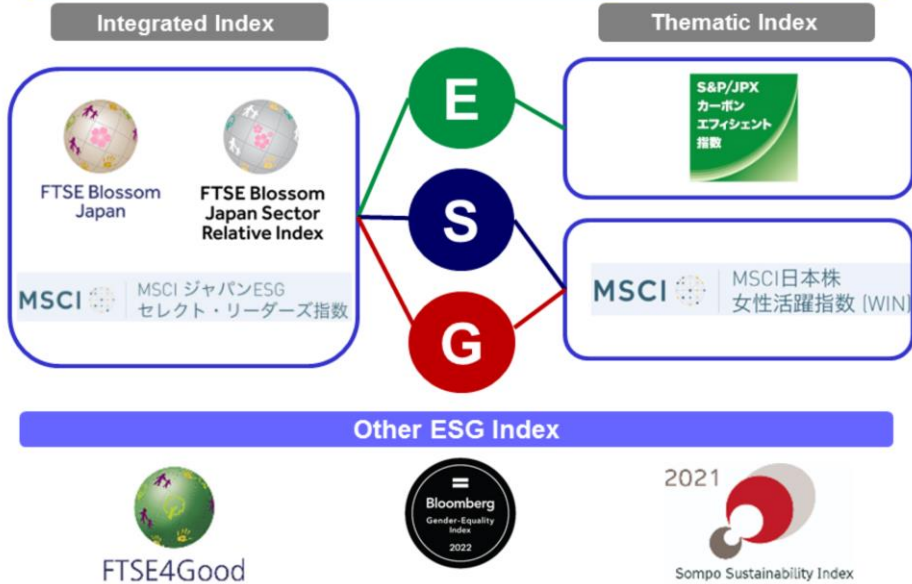 Integrated Index
Thematic Index
FTSE Blossom
Japan
FTSE Blossom
Japan Sector
Relative Index
MSCI
MSCI ジャパンESG
セレクト・リーダーズ指数
E
S
G
S&P/JPX
カーボン
エフィシェント
指数
MSCI
MSCI日本株
女性活躍指数 (WIN)
Other ESG Index
FTSE4Good
Bloomberg
Gender-Equality
Index
2022
2021
Sompo Sustainability Index